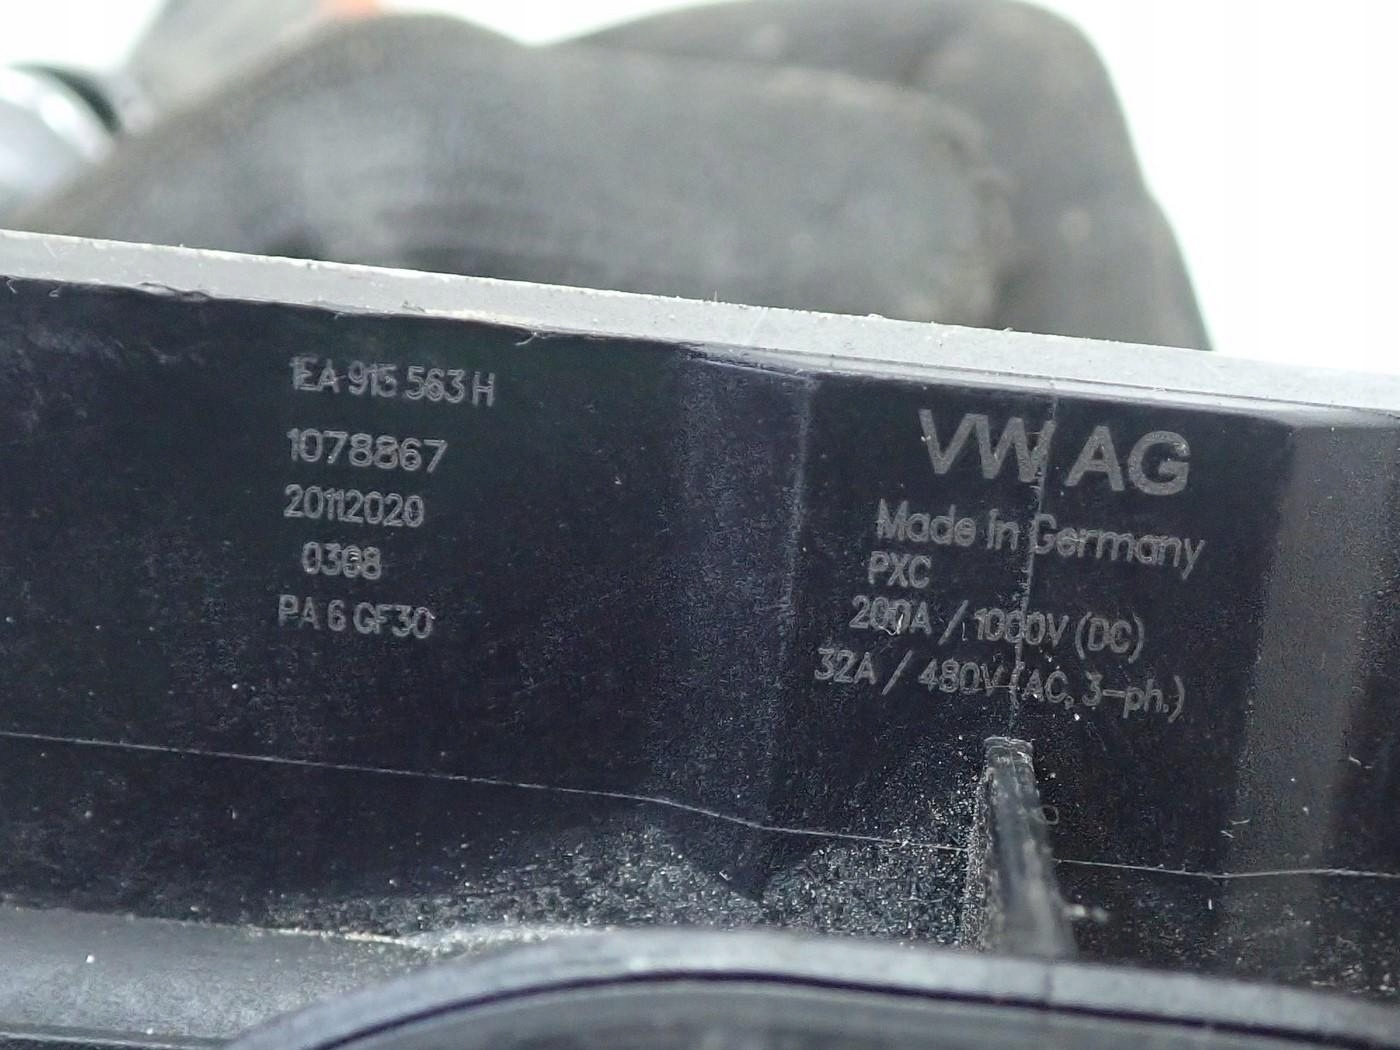 1EA 915 563 H
1078867
20112020
0308
PA 6 GF30
VW AG
Made in Germany
PXC
200A / 1000V (DC)
32A / 480V (AC, 3-ph.)